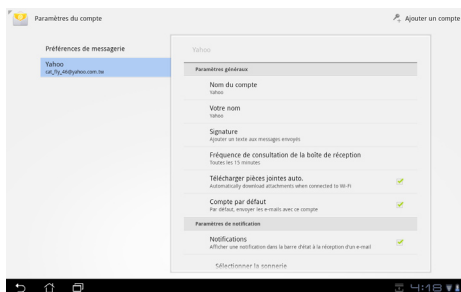 Paramètres du compte
Ajouter un compte
Préférences de messagerie
Yahoo
cat_fly_46@yahoo.com.tw
Yahoo
Paramètres généraux
Nom du compte
Yahoo
Votre nom
Yahoo
Signature
Ajouter un texte aux messages envoyés
Fréquence de consultation de la boîte de réception
Toutes les 15 minutes
Télécharger pièces jointes auto.
Automatically download attachments when connected to Wi-Fi
Compte par défaut
Par défaut, envoyer les e-mails avec ce compte
Paramètres de notification
Notifications
Afficher une notification dans la barre d'état à la réception d'un e-mail
Sélectionner la sonnerie
4:18